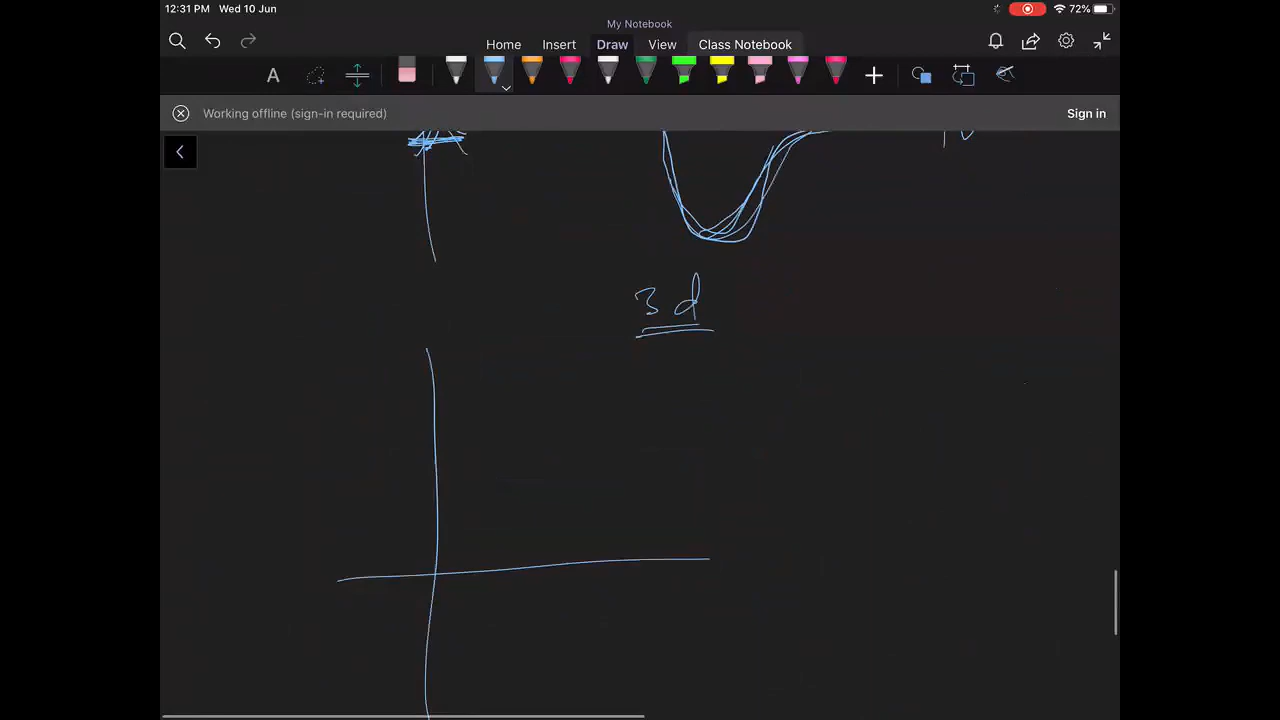 12:31 PM Wed 10 Jun
72%
My Notebook
Home Insert Draw View Class Notebook
A
Working offline (sign-in required)
Sign in
3d